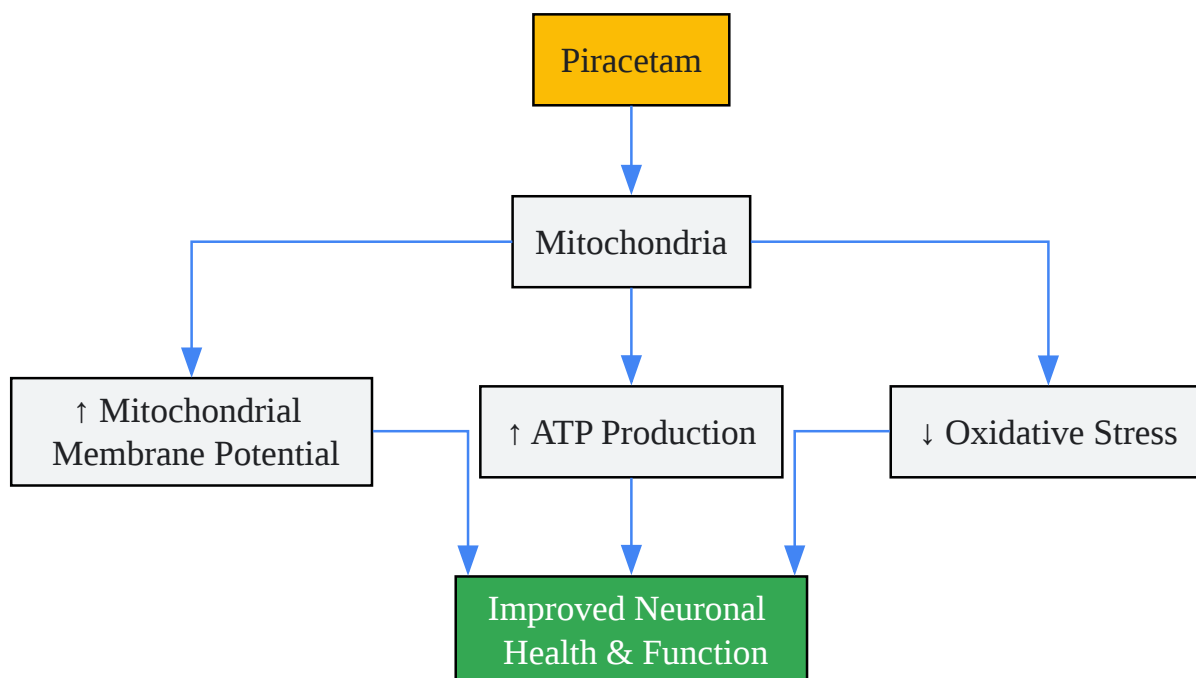 Piracetam
Mitochondria
↑ Mitochondrial
Membrane Potential
↑ ATP Production
↓ Oxidative Stress
Improved Neuronal
Health & Function